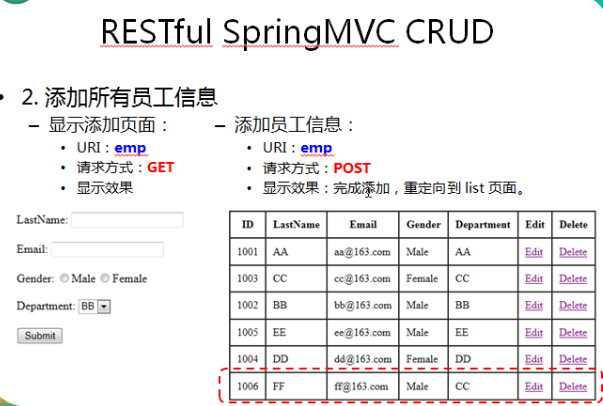 RESTful SpringMVC CRUD
• 2. 添加所有员工信息
– 显示添加页面：
• URI：emp
• 请求方式：GET
• 显示效果
– 添加员工信息：
• URI：emp
• 请求方式：POST
• 显示效果：完成添加，重定向到 list 页面。
LastName:
Email:
Gender: Male Female
Department: BB
Submit
ID LastName Email Gender Department Edit Delete
1001 AA aa@163.com Male AA Edit Delete
1003 CC cc@163.com Female CC Edit Delete
1002 BB bb@163.com Male BB Edit Delete
1005 EE ee@163.com Male EE Edit Delete
1004 DD dd@163.com Female DD Edit Delete
1006 FF ff@163.com Male CC Edit Delete